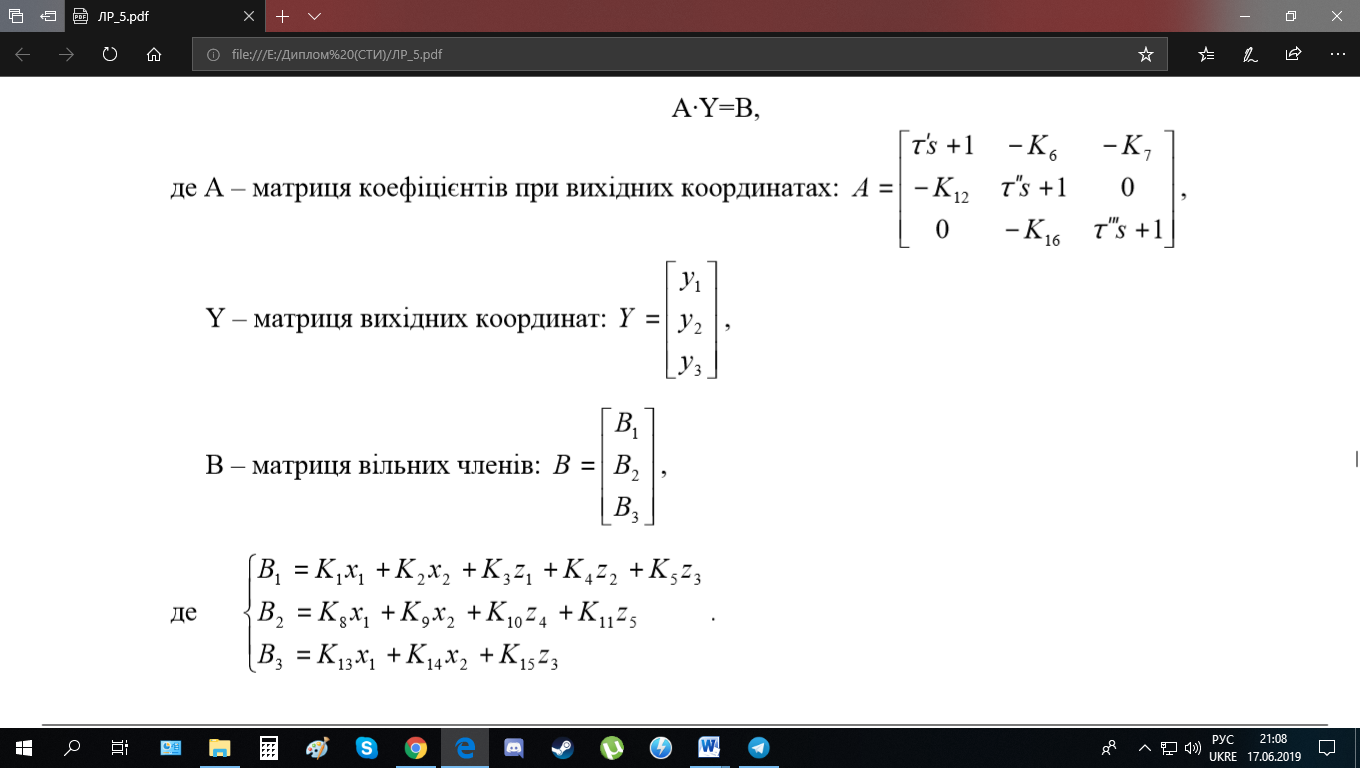 ЛР_5.pdf
file:///E:/Диплом%20(СТИ)/ЛР_5.pdf
A·Y=B,
де A – матриця коефіцієнтів при вихідних координатах: A = [τ's +1 −K₆ −K₇
−K₁₂ τ''s +1 0
0 −K₁₆ τ'''s +1],
Y – матриця вихідних координат: Y = [y₁
y₂
y₃],
B – матриця вільних членів: B = [B₁
B₂
B₃],
де {B₁ = K₁x₁ + K₂x₂ + K₃z₁ + K₄z₂ + K₅z₃
B₂ = K₈x₁ + K₉x₂ + K₁₀z₄ + K₁₁z₅ .
B₃ = K₁₃x₁ + K₁₄x₂ + K₁₅z₃
РУС
UKRE
21:08
17.06.2019